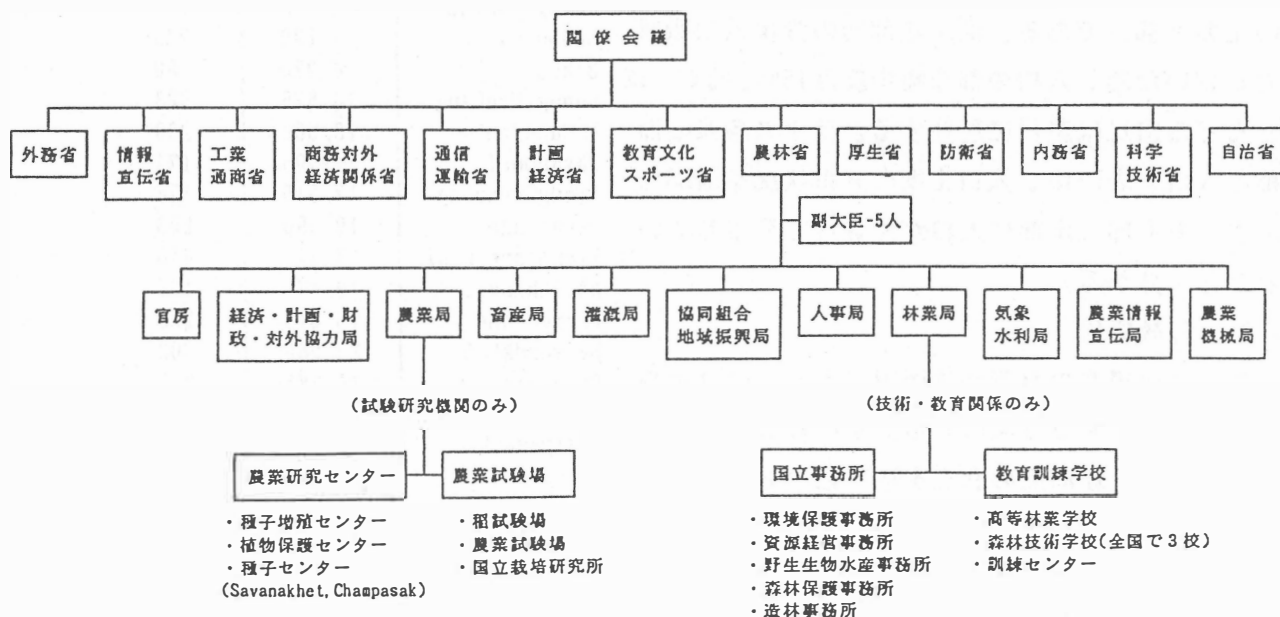 閣僚会議
外務省
情報
宣伝省
工業
通商省
商務対外
経済関係省
通信
運輸省
計画
経済省
教育文化
スポーツ省
農林省
厚生省
防衛省
内務省
科学
技術省
自治省
副大臣-5人
官房
経済・計画・財
政・対外協力局
農業局
畜産局
灌漑局
協同組合
地域振興局
人事局
林業局
気象
水利局
農業情報
宣伝局
農業
機械局
(試験研究機関のみ)
(技術・教育関係のみ)
農業研究センター
農業試験場
国立事務所
教育訓練学校
・種子増殖センター
・植物保護センター
・種子センター
(Savanakhet, Champasak)
・稲試験場
・農業試験場
・国立栽培研究所
・環境保護事務所
・資源経営事務所
・野生生物水産事務所
・森林保護事務所
・造林事務所
・高等林業学校
・森林技術学校(全国で3校)
・訓練センター